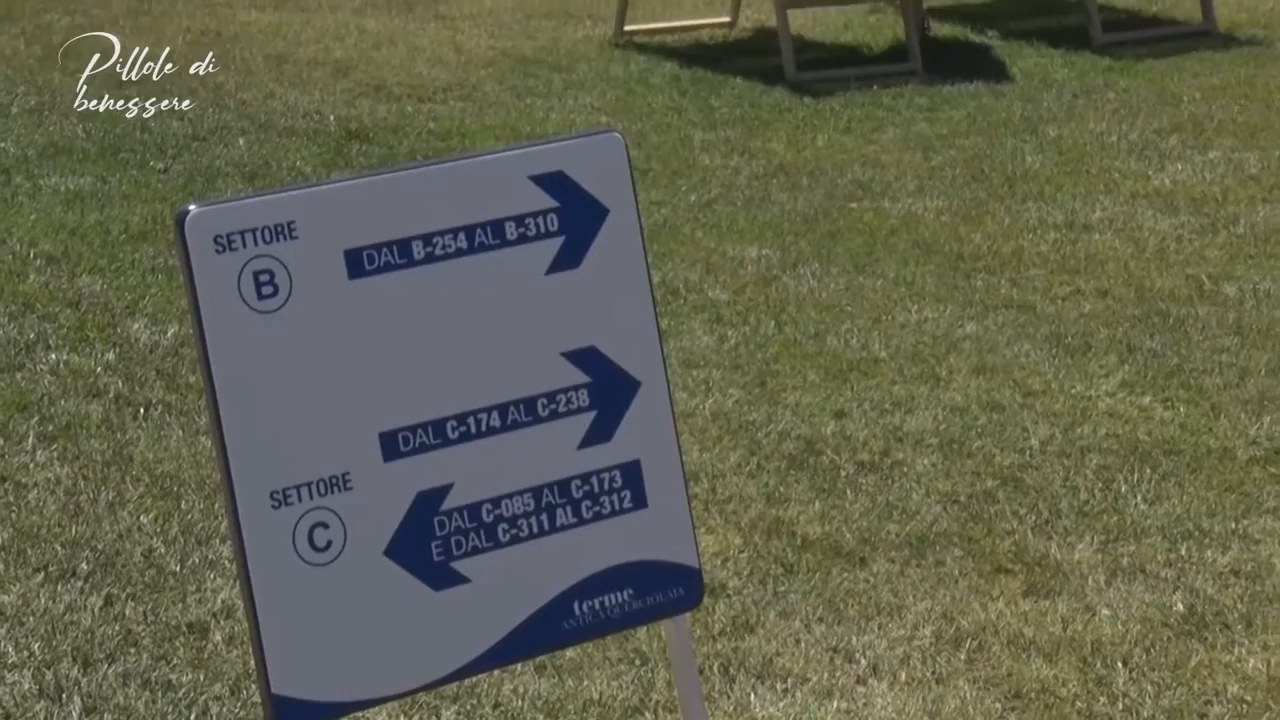 Pillole di
benessere
SETTORE
B
DAL B-254 AL B-310
DAL C-174 AL C-238
SETTORE
C
DAL C-085 AL C-173
E DAL C-311 AL C-312
terme
ANTICA QUERCIOLAIA